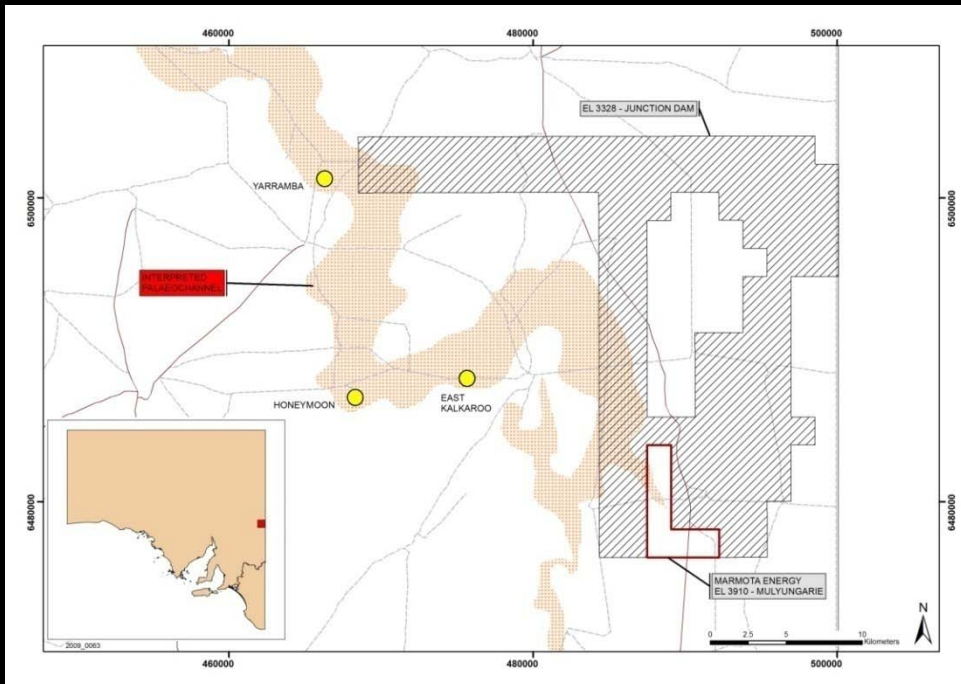 460000
480000
500000
EL 3328 - JUNCTION DAM
YARRAMBA
6500000
6500000
INTERPRETED
PALAEOCHANNEL
HONEYMOON
EAST
KALKAROO
6480000
6480000
MARMOTA ENERGY
EL 3910 - MULYUNGARIE
N
0
2.5
5
10
Kilometers
2009_0063
460000
480000
500000